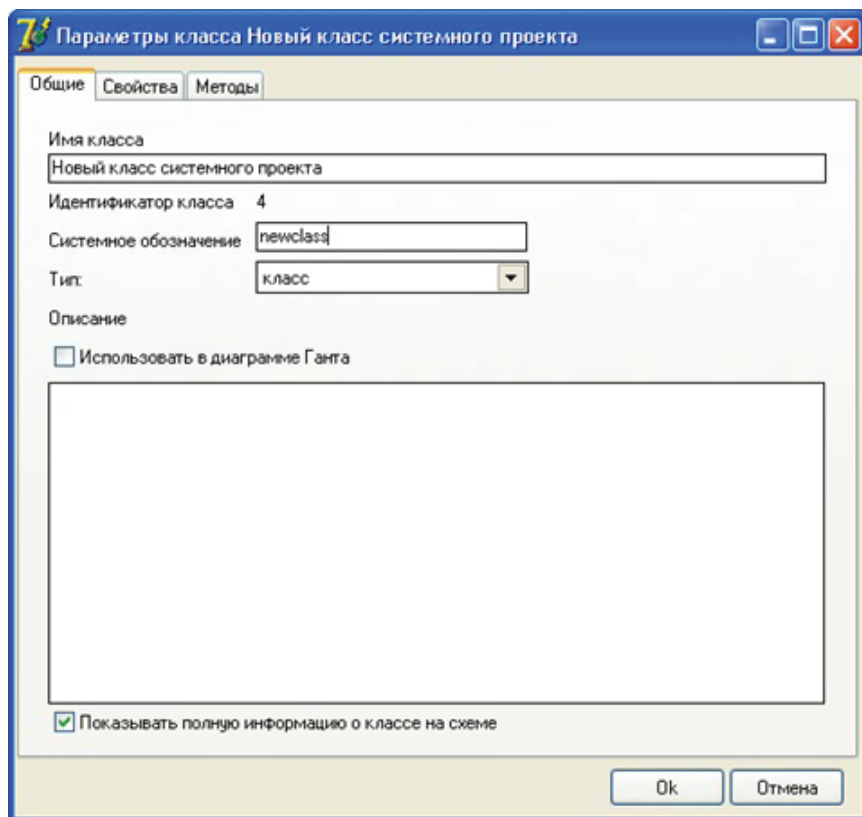 Параметры класса Новый класс системного проекта
Общие Свойства Методы
Имя класса
Новый класс системного проекта
Идентификатор класса 4
Системное обозначение newclass
Тип: класс
Описание
Использовать в диаграмме Ганта
Показывать полную информацию о классе на схеме
Ok Отмена